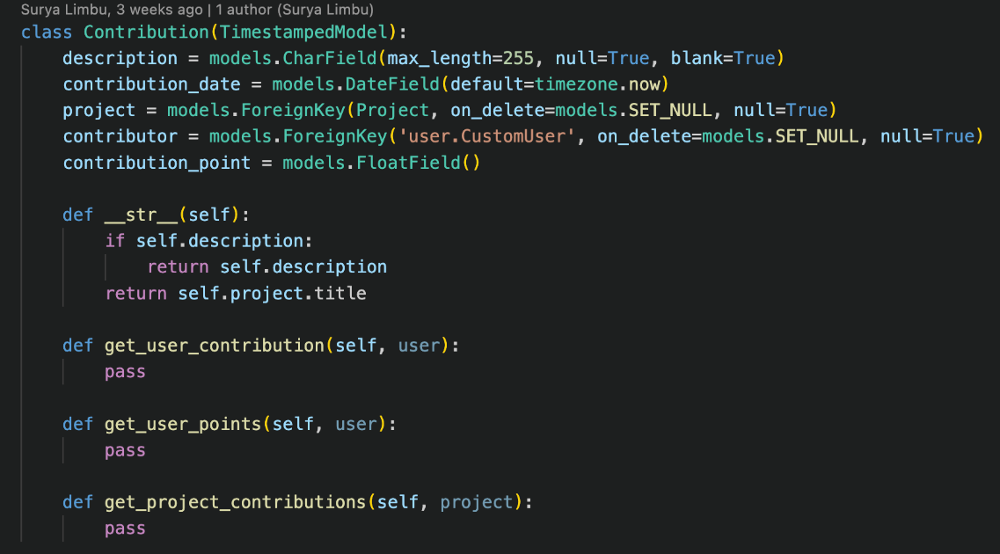 Surya Limbu, 3 weeks ago | 1 author (Surya Limbu)
class Contribution(TimestampedModel):
    description = models.CharField(max_length=255, null=True, blank=True)
    contribution_date = models.DateField(default=timezone.now)
    project = models.ForeignKey(Project, on_delete=models.SET_NULL, null=True)
    contributor = models.ForeignKey('user.CustomUser', on_delete=models.SET_NULL, null=True)
    contribution_point = models.FloatField()
    def __str__(self):
        if self.description:
            return self.description
        return self.project.title
    def get_user_contribution(self, user):
        pass
    def get_user_points(self, user):
        pass
    def get_project_contributions(self, project):
        pass